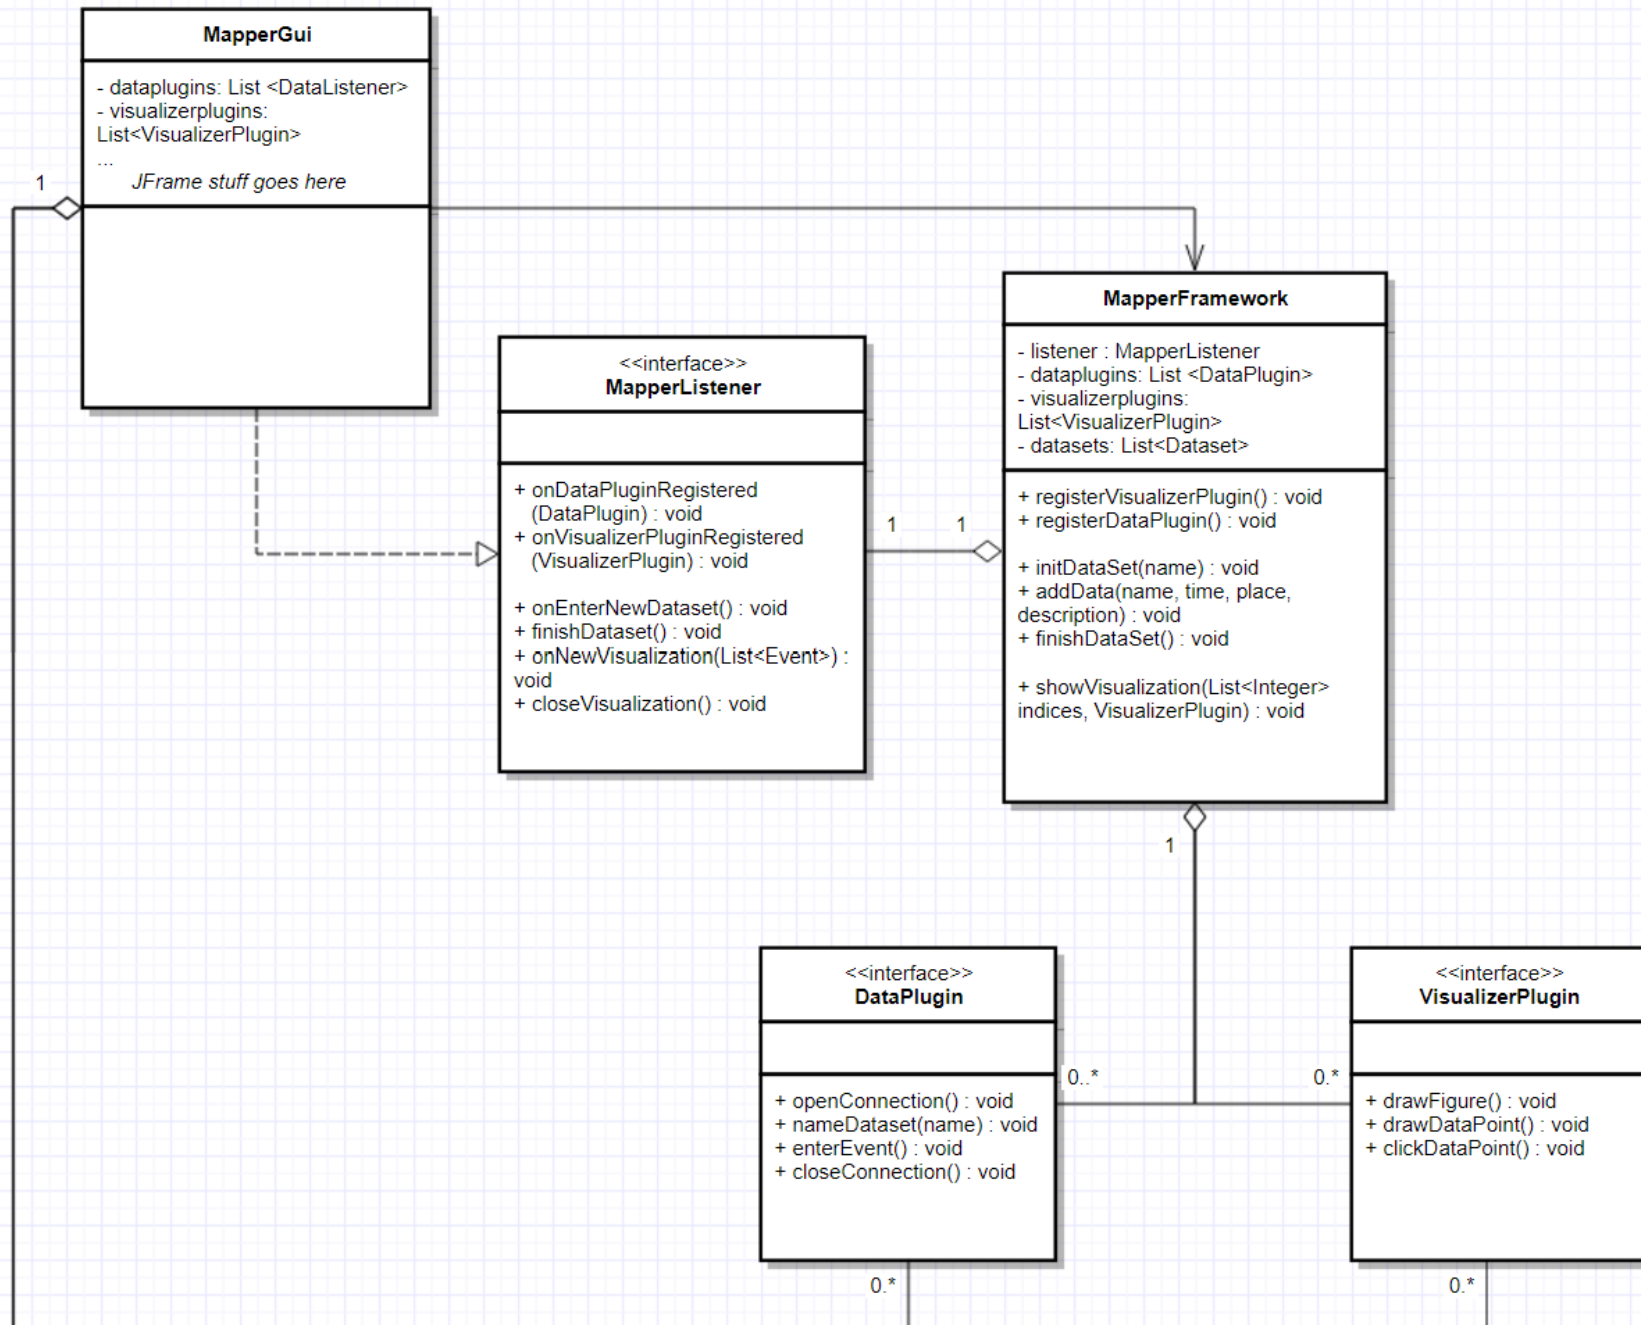 MapperGui
- dataplugins: List <DataListener>
- visualizerplugins:
List<VisualizerPlugin>
...
JFrame stuff goes here
1
MapperFramework
- listener : MapperListener
- dataplugins: List <DataPlugin>
- visualizerplugins:
List<VisualizerPlugin>
- datasets: List<Dataset>
+ registerVisualizerPlugin() : void
+ registerDataPlugin() : void
+ initDataSet(name) : void
+ addData(name, time, place,
description) : void
+ finishDataSet() : void
+ showVisualization(List<Integer>
indices, VisualizerPlugin) : void
<<interface>>
MapperListener
+ onDataPluginRegistered
(DataPlugin) : void
+ onVisualizerPluginRegistered
(VisualizerPlugin) : void
+ onEnterNewDataset() : void
+ finishDataset() : void
+ onNewVisualization(List<Event>) :
void
+ closeVisualization() : void
1
1
1
<<interface>>
DataPlugin
+ openConnection() : void
+ nameDataset(name) : void
+ enterEvent() : void
+ closeConnection() : void
0..*
0.*
<<interface>>
VisualizerPlugin
+ drawFigure() : void
+ drawDataPoint() : void
+ clickDataPoint() : void
0.*
0.*